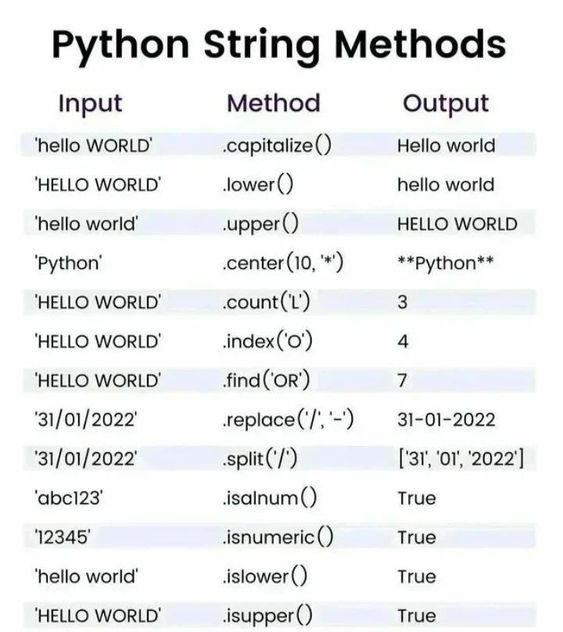 Python String Methods
Input Method Output
'hello WORLD' .capitalize() Hello world
'HELLO WORLD' .lower() hello world
'hello world' .upper() HELLO WORLD
'Python' .center(10, '*') **Python**
'HELLO WORLD' .count('L') 3
'HELLO WORLD' .index('O') 4
'HELLO WORLD' .find('OR') 7
'31/01/2022' .replace('/', '-') 31-01-2022
'31/01/2022' .split('/') ['31', '01', '2022']
'abc123' .isalnum() True
'12345' .isnumeric() True
'hello world' .islower() True
'HELLO WORLD' .isupper() True